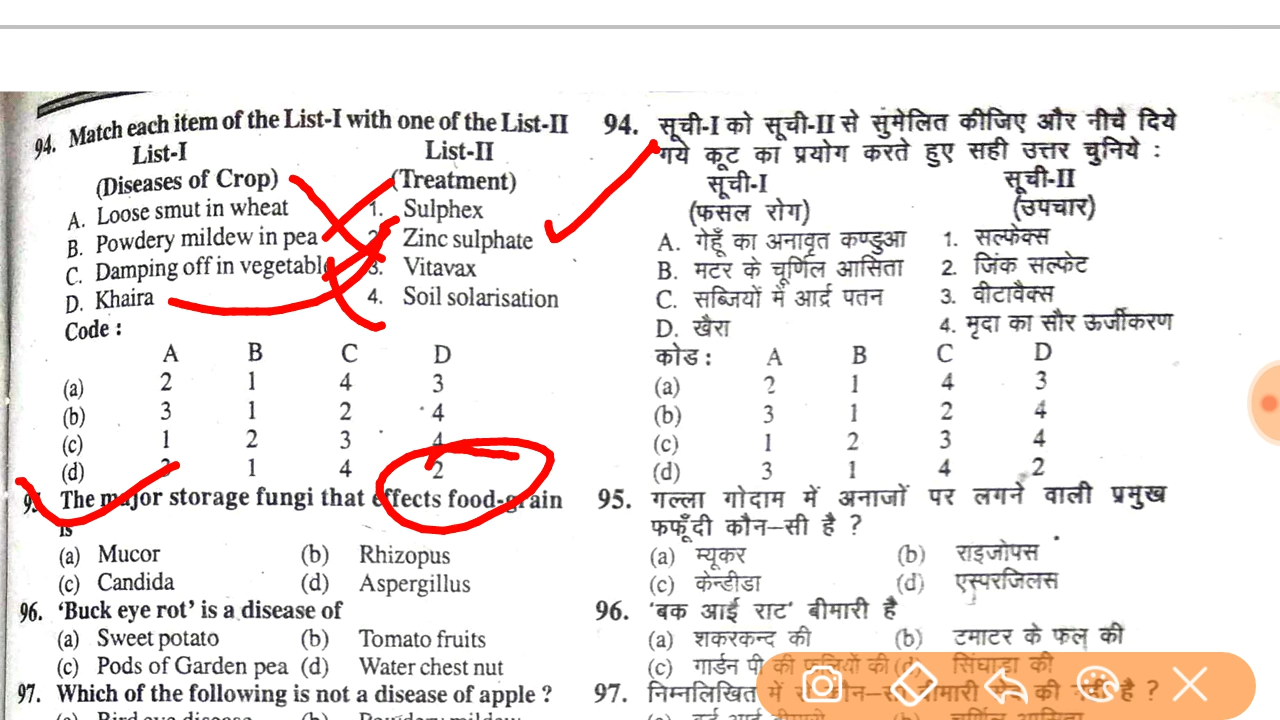 94. Match each item of the List-I with one of the List-II
List-I List-II
(Diseases of Crop) (Treatment)
A. Loose smut in wheat 1. Sulphex
B. Powdery mildew in pea Zinc sulphate
C. Damping off in vegetable 3. Vitavax
D. Khaira 4. Soil solarisation
Code :
A B C D
(a) 2 1 4 3
(b) 3 1 2 4
(c) 1 2 3 4
(d) 1 4 2
The major storage fungi that effects food-grain
is
(a) Mucor (b) Rhizopus
(c) Candida (d) Aspergillus
96. ‘Buck eye rot’ is a disease of
(a) Sweet potato (b) Tomato fruits
(c) Pods of Garden pea (d) Water chest nut
97. Which of the following is not a disease of apple ?
94. सूची-I को सूची-II से सुमेलित कीजिए और नीचे दिये
गये कूट का प्रयोग करते हुए सही उत्तर चुनिये :
सूची-I सूची-II
(फसल रोग) (उपचार)
A. गेहूँ का अनावृत कण्डुआ 1. सल्फेक्स
B. मटर के चूर्णिल आसिता 2. जिंक सल्फेट
C. सब्जियों में आर्द्र पतन 3. वीटावैक्स
D. खैरा 4. मृदा का सौर ऊर्जीकरण
कोड : A B C D
(a) 2 1 4 3
(b) 3 1 2 4
(c) 1 2 3 4
(d) 3 1 4 2
95. गल्ला गोदाम में अनाजों पर लगने वाली प्रमुख
फफूँदी कौन-सी है ?
(a) म्यूकर (b) राइजोपस
(c) केन्डीडा (d) एस्परजिलस
96. 'बक आई राट' बीमारी है
(a) शकरकन्द की (b) टमाटर के फल की
(c) गार्डन पी की फलियों की (d) सिंघाड़ा की
97. निम्नलिखित में कौन-सी बीमारी की नहीं है ?